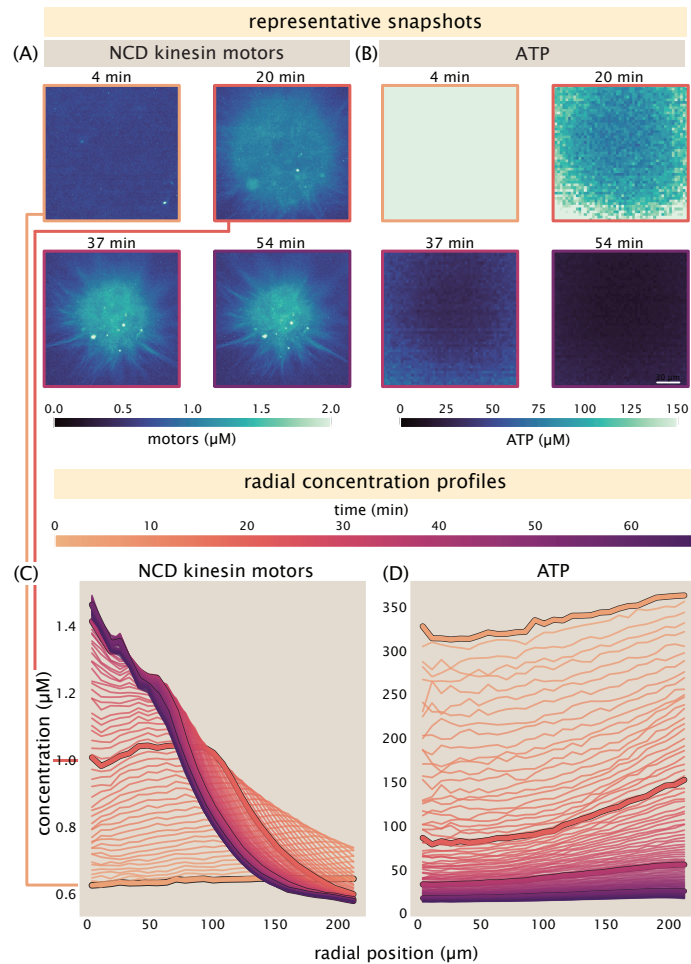 representative snapshots
(A) NCD kinesin motors
(B) ATP
4 min
20 min
4 min
20 min
37 min
54 min
37 min
54 min
0.0 0.5 1.0 1.5 2.0
motors (μM)
0 25 50 75 100 125 150
ATP (μM)
radial concentration profiles
time (min)
0 10 20 30 40 50 60
(C) NCD kinesin motors
(D) ATP
concentration (μM)
1.4
1.2
1.0
0.8
0.6
0 50 100 150 200
350
300
250
200
150
100
50
0
0 50 100 150 200
radial position (μm)